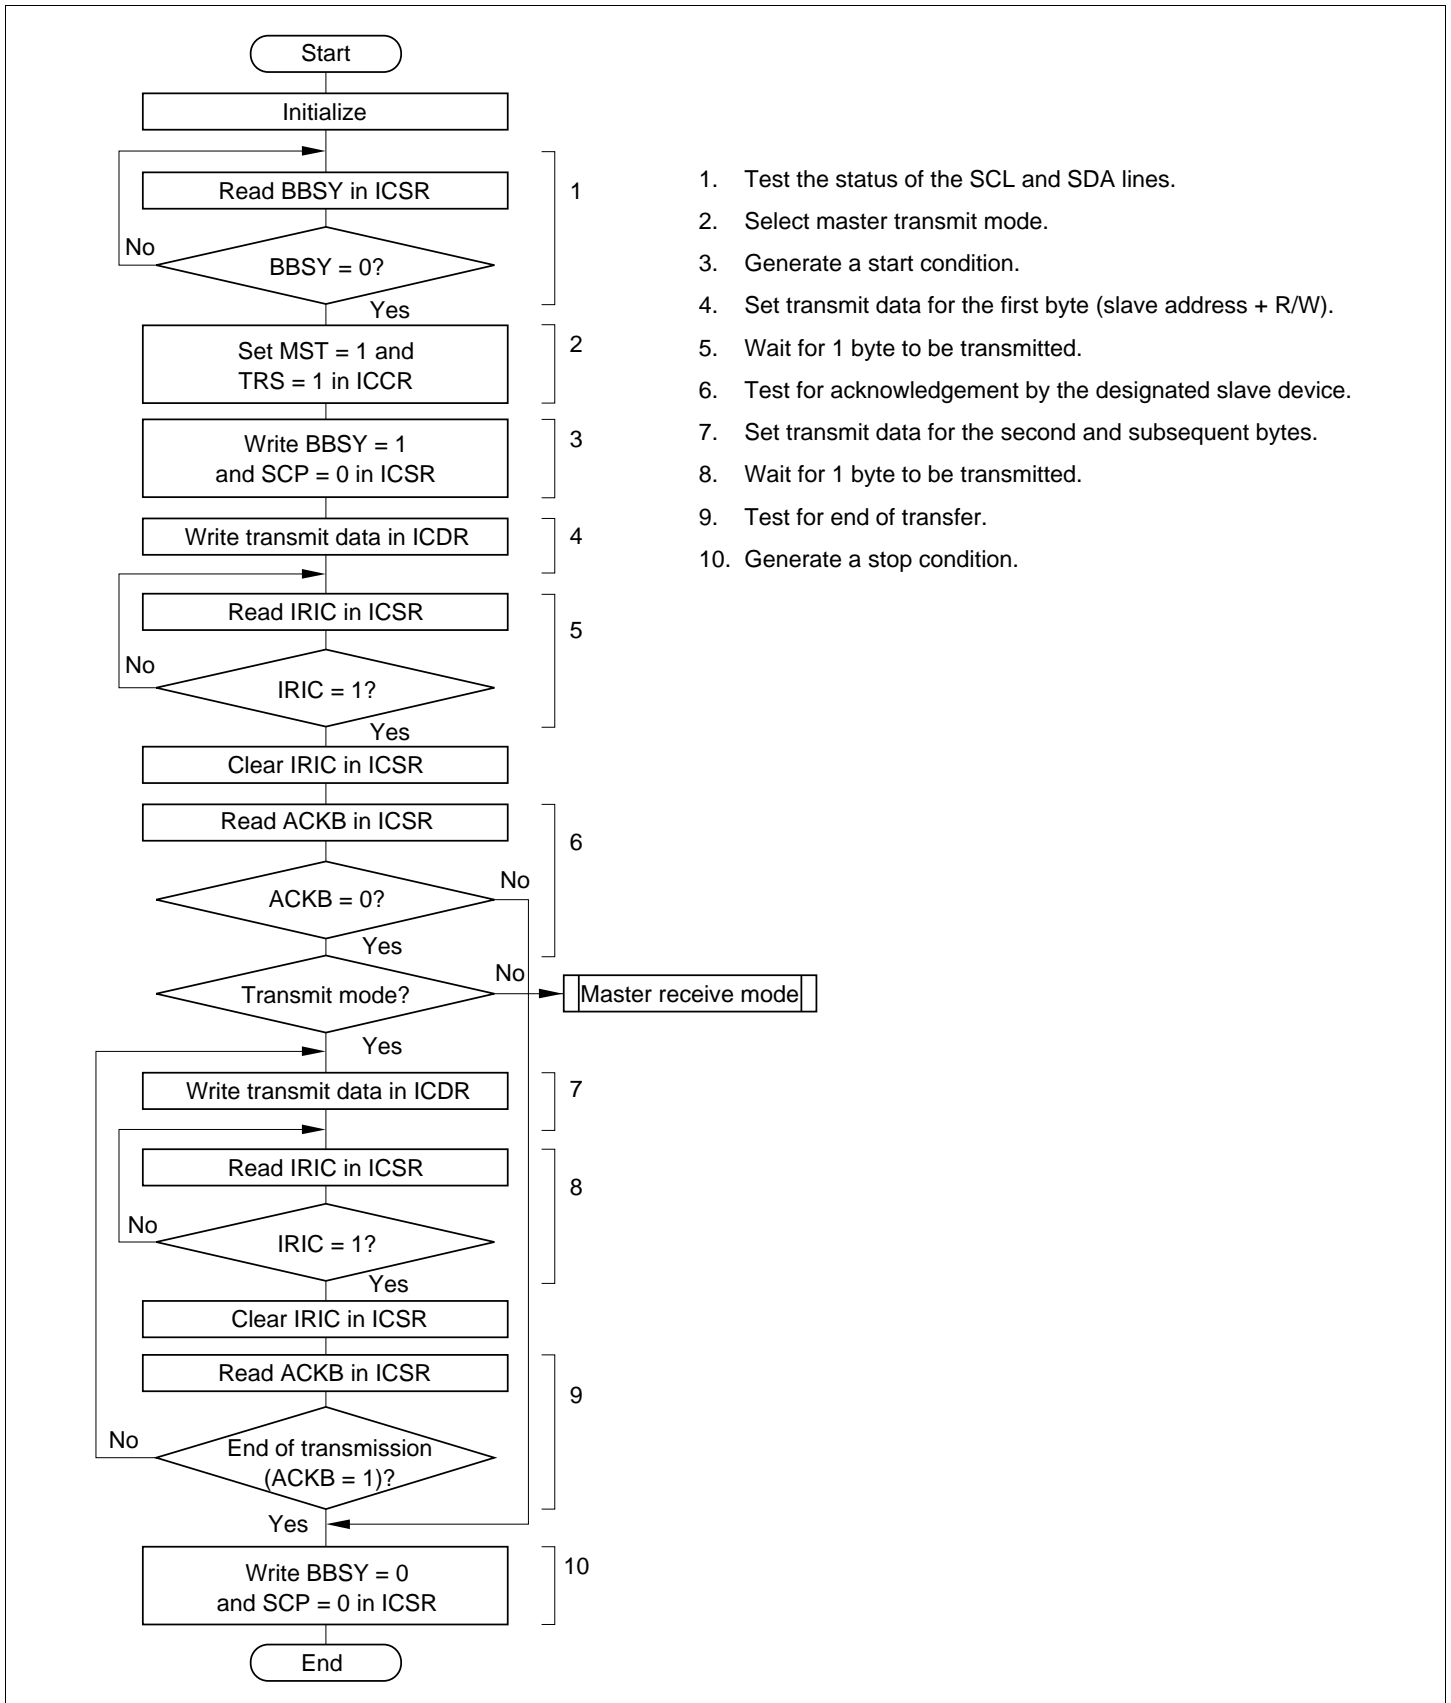 Start
Initialize
Read BBSY in ICSR
1
No
BBSY = 0?
Yes
Set MST = 1 and
TRS = 1 in ICCR
2
Write BBSY = 1
and SCP = 0 in ICSR
3
Write transmit data in ICDR
4
Read IRIC in ICSR
5
No
IRIC = 1?
Yes
Clear IRIC in ICSR
Read ACKB in ICSR
6
ACKB = 0?
No
Yes
Transmit mode?
No
Master receive mode
Yes
Write transmit data in ICDR
7
Read IRIC in ICSR
8
No
IRIC = 1?
Yes
Clear IRIC in ICSR
Read ACKB in ICSR
9
No
End of transmission
(ACKB = 1)?
Yes
Write BBSY = 0
and SCP = 0 in ICSR
10
End
1. Test the status of the SCL and SDA lines.
2. Select master transmit mode.
3. Generate a start condition.
4. Set transmit data for the first byte (slave address + R/W).
5. Wait for 1 byte to be transmitted.
6. Test for acknowledgement by the designated slave device.
7. Set transmit data for the second and subsequent bytes.
8. Wait for 1 byte to be transmitted.
9. Test for end of transfer.
10. Generate a stop condition.